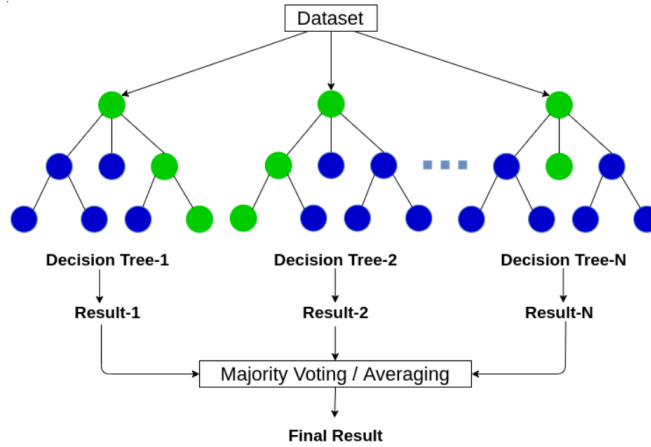 Dataset
Decision Tree-1
Decision Tree-2
Decision Tree-N
Result-1
Result-2
Result-N
Majority Voting / Averaging
Final Result